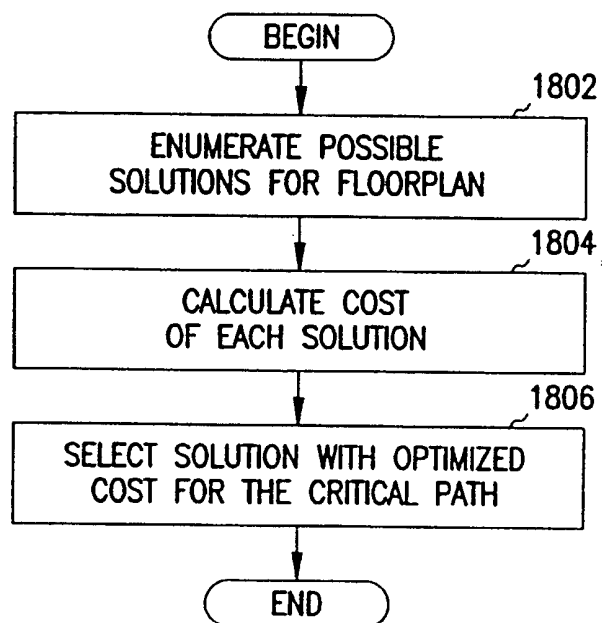 BEGIN
1802
ENUMERATE POSSIBLE
SOLUTIONS FOR FLOORPLAN
1804
CALCULATE COST
OF EACH SOLUTION
1806
SELECT SOLUTION WITH OPTIMIZED
COST FOR THE CRITICAL PATH
END